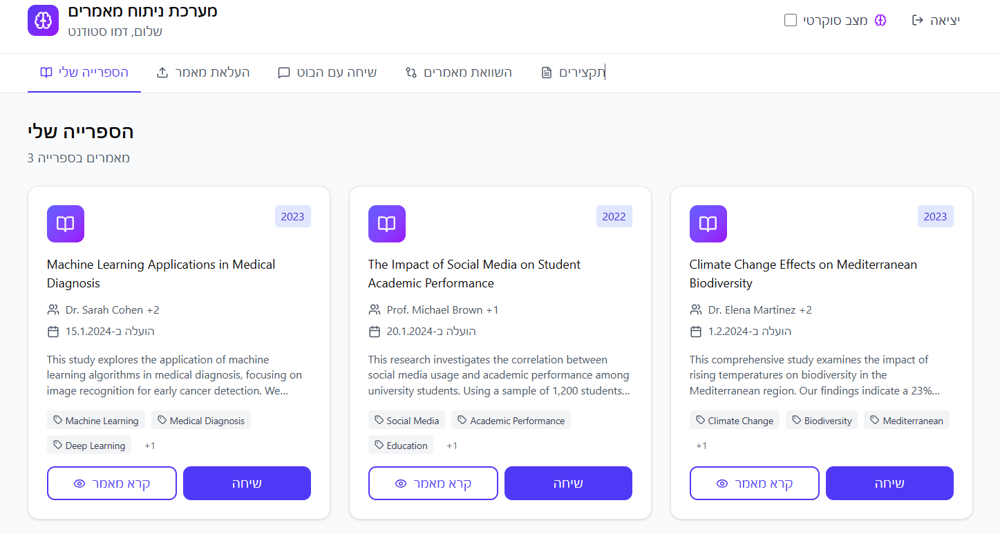 מערכת ניתוח מאמרים
שלום, דמו סטודנט
מצב סוקרטי
יציאה
הספרייה שלי
העלאת מאמר
שיחה עם הבוט
השוואת מאמרים
תקצירים
הספרייה שלי
3 מאמרים בספרייה
2023
Machine Learning Applications in Medical
Diagnosis
Dr. Sarah Cohen +2
הועלה ב-15.1.2024
This study explores the application of machine
learning algorithms in medical diagnosis, focusing on
image recognition for early cancer detection. We...
Machine Learning
Medical Diagnosis
Deep Learning
+1
קרא מאמר
שיחה
2022
The Impact of Social Media on Student
Academic Performance
Prof. Michael Brown +1
הועלה ב-20.1.2024
This research investigates the correlation between
social media usage and academic performance among
university students. Using a sample of 1,200 students...
Social Media
Academic Performance
Education
+1
קרא מאמר
שיחה
2023
Climate Change Effects on Mediterranean
Biodiversity
Dr. Elena Martinez +2
הועלה ב-1.2.2024
This comprehensive study examines the impact of
rising temperatures on biodiversity in the
Mediterranean region. Our findings indicate a 23%...
Climate Change
Biodiversity
Mediterranean
+1
קרא מאמר
שיחה